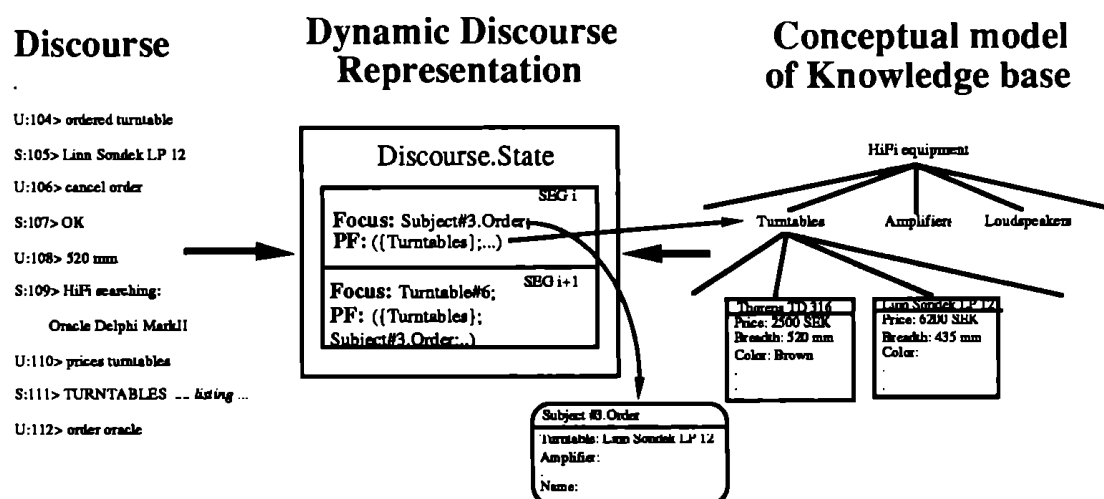 Discourse
.
U:104> ordered turntable
S:105> Linn Sondek LP 12
U:106> cancel order
S:107> OK
U:108> 520 mm
S:109> HiFi searching:
Oracle Delphi MarkII
U:110> prices turntables
S:111> TURNTABLES -- listing ...
U:112> order oracle
Dynamic Discourse
Representation
Discourse.State
SEG i
Focus: Subject#3.Order;
PF: ({Turntables};...)
SEG i+1
Focus: Turntable#6;
PF: ({Turntables};
Subject#3.Order;..)
Subject #3.Order
Turntable: Linn Sondek LP 12
Amplifier:
.
Name:
Conceptual model
of Knowledge base
HiFi equipment
Turntables
Amplifiers
Loudspeakers
Thorens TD 316
Price: 2500 SEK
Breadth: 520 mm
Color: Brown
.
.
Linn Sondek LP 12
Price: 6200 SEK
Breadth: 435 mm
Color:
.
.